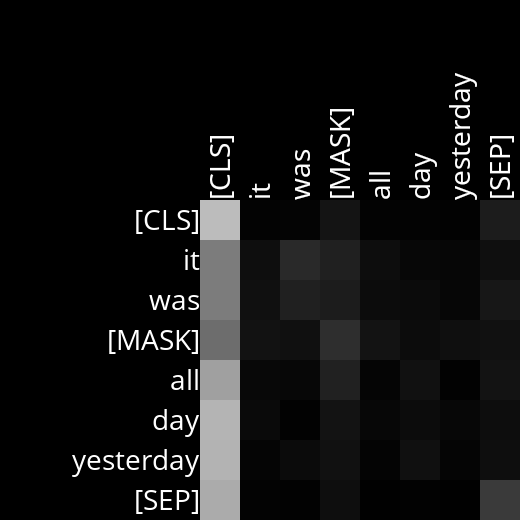 [CLS] it was [MASK] all day yesterday [SEP]
[CLS]
it
was
[MASK]
all
day
yesterday
[SEP]